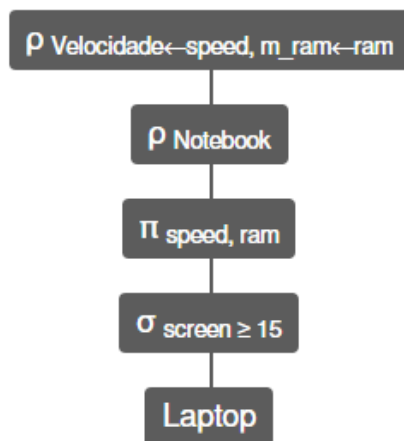 ρ Velocidade←speed, m_ram←ram
ρ Notebook
π speed, ram
σ screen ≥ 15
Laptop